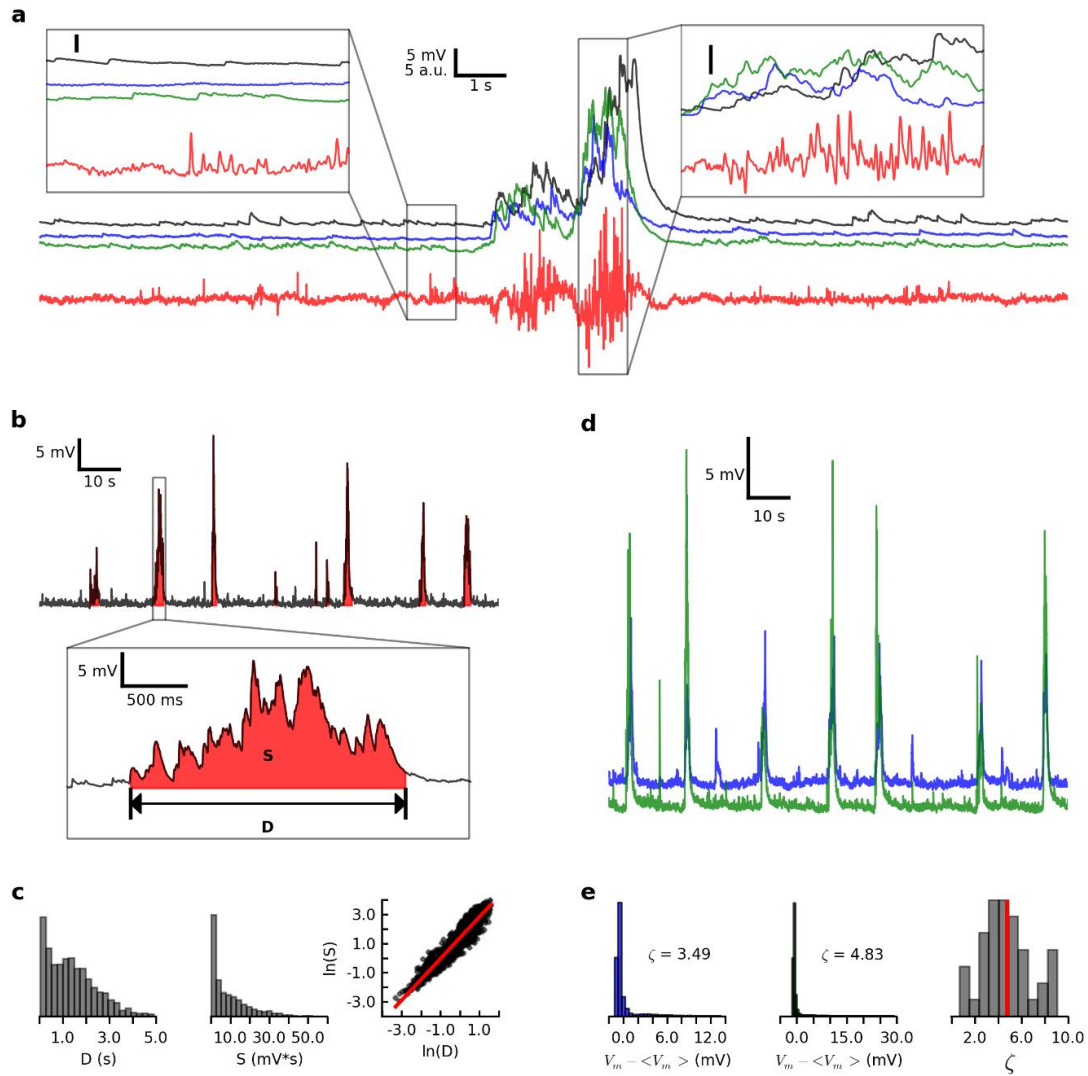 a
5 mV
5 a.u.
1 s
b
5 mV
10 s
5 mV
500 ms
S
D
d
5 mV
10 s
c
1.0 3.0 5.0
D (s)
10.0 30.0 50.0
S (mV*s)
3.0
1.0
-1.0
-3.0
ln(S)
-3.0 -1.0 1.0
ln(D)
e
ζ = 3.49
0.0 6.0 12.0
V_m − <V_m> (mV)
ζ = 4.83
0.0 15.0 30.0
V_m − <V_m> (mV)
2.0 6.0 10.0
ζ